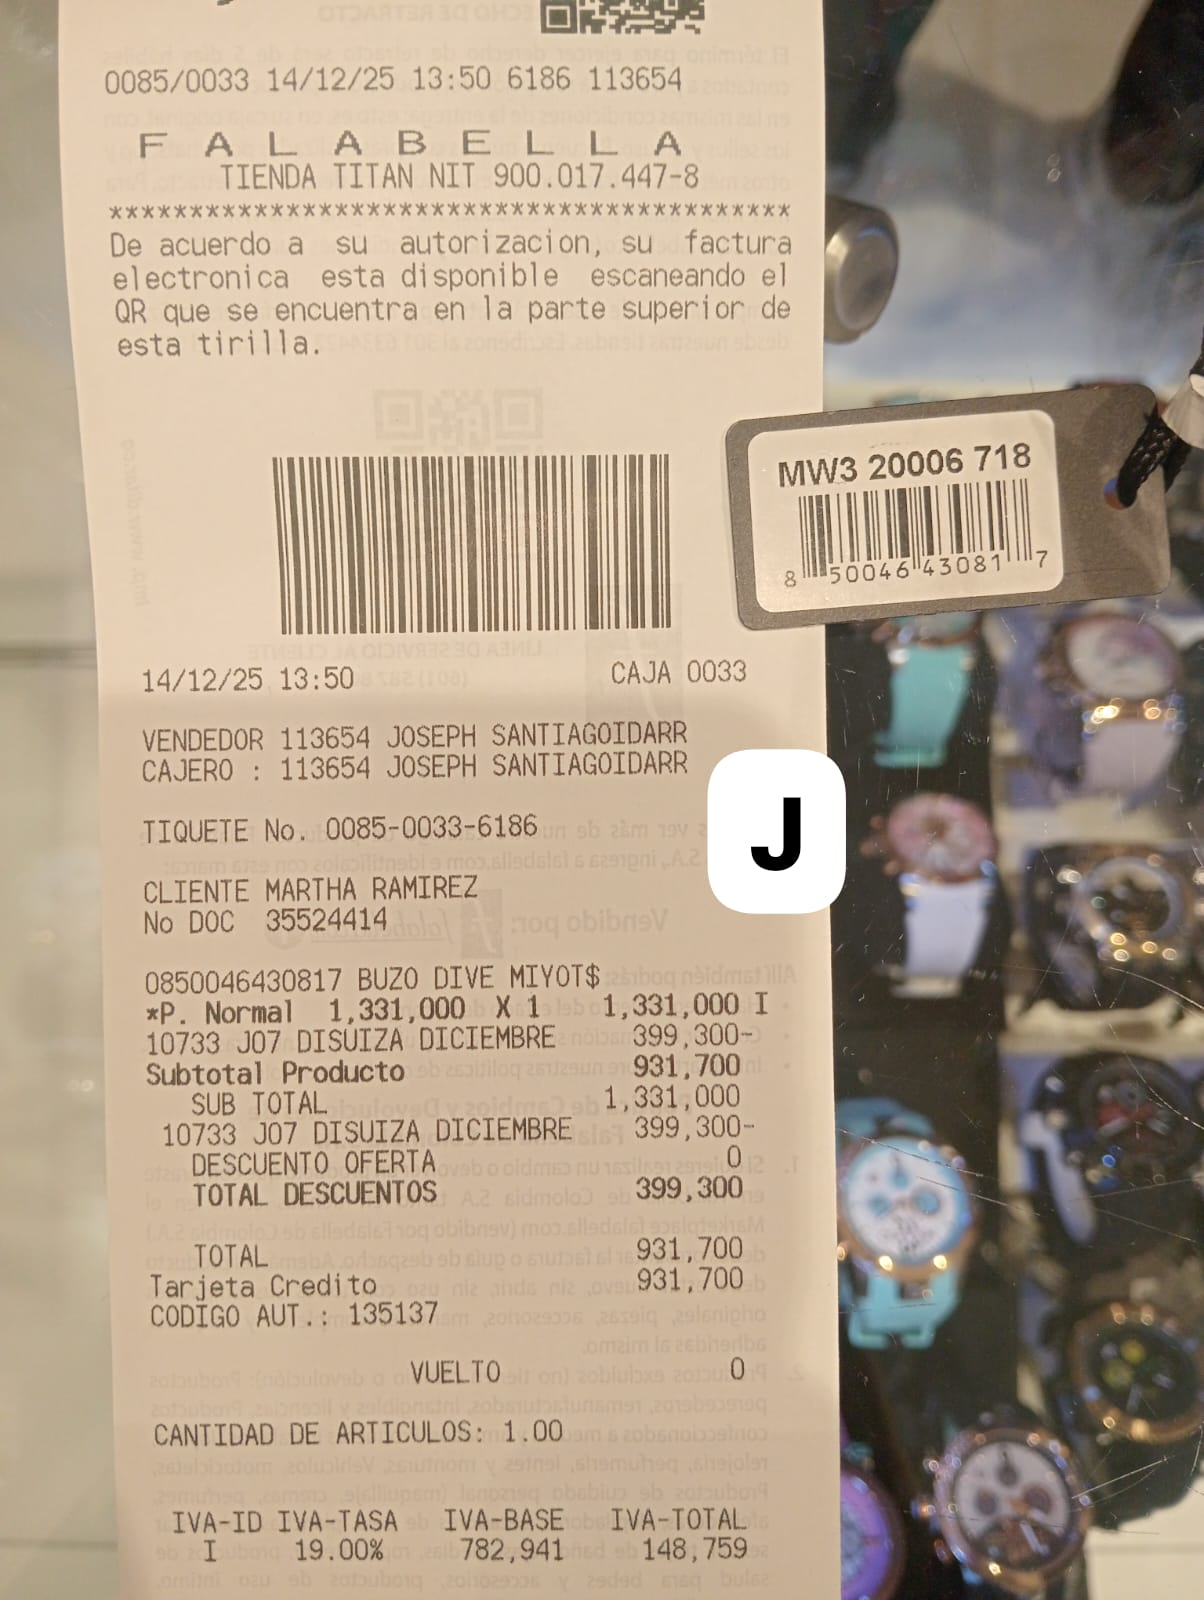 0085/0033 14/12/25 13:50 6186 113654
F A L A B E L L A
TIENDA TITAN NIT 900.017.447-8
*******************************************
De acuerdo a su autorizacion, su factura
electronica esta disponible escaneando el
QR que se encuentra en la parte superior de
esta tirilla.
MW3 20006 718
8 50046 43081 7
14/12/25 13:50 CAJA 0033
VENDEDOR 113654 JOSEPH SANTIAGOIDARR
CAJERO : 113654 JOSEPH SANTIAGOIDARR
J
TIQUETE No. 0085-0033-6186
CLIENTE MARTHA RAMIREZ
No DOC 35524414
0850046430817 BUZO DIVE MIYOT$
*P. Normal 1,331,000 X 1 1,331,000 I
10733 J07 DISUIZA DICIEMBRE 399,300-
Subtotal Producto 931,700
SUB TOTAL 1,331,000
10733 J07 DISUIZA DICIEMBRE 399,300-
DESCUENTO OFERTA 0
TOTAL DESCUENTOS 399,300
TOTAL 931,700
Tarjeta Credito 931,700
CODIGO AUT.: 135137
VUELTO 0
CANTIDAD DE ARTICULOS: 1.00
IVA-ID IVA-TASA IVA-BASE IVA-TOTAL
I 19.00% 782,941 148,759